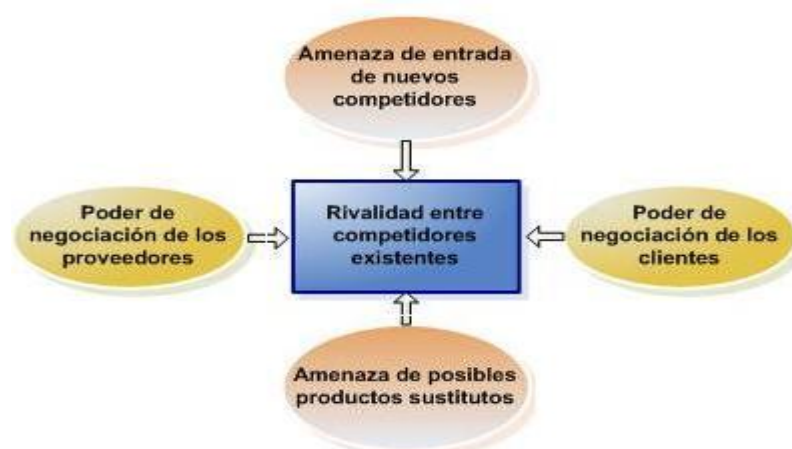 Amenaza de entrada
de nuevos
competidores
Poder de
negociación de los
proveedores
Rivalidad entre
competidores
existentes
Poder de
negociación de los
clientes
Amenaza de posibles
productos sustitutos